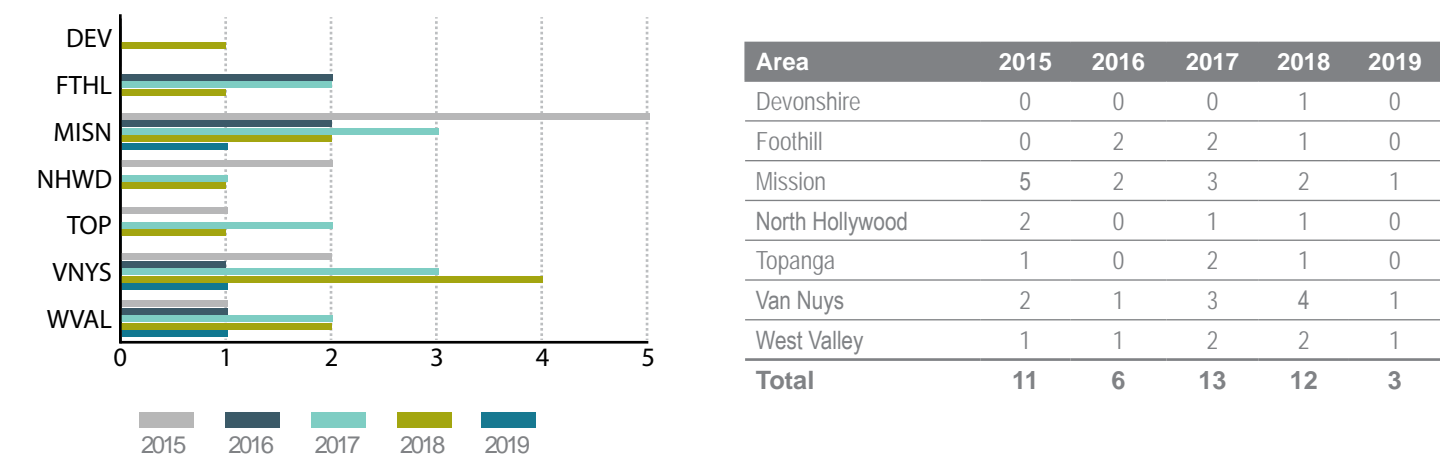 DEV
FTHL
MISN
NHWD
TOP
VNYS
WVAL
0 1 2 3 4 5
2015 2016 2017 2018 2019
Area 2015 2016 2017 2018 2019
Devonshire 0 0 0 1 0
Foothill 0 2 2 1 0
Mission 5 2 3 2 1
North Hollywood 2 0 1 1 0
Topanga 1 0 2 1 0
Van Nuys 2 1 3 4 1
West Valley 1 1 2 2 1
Total 11 6 13 12 3